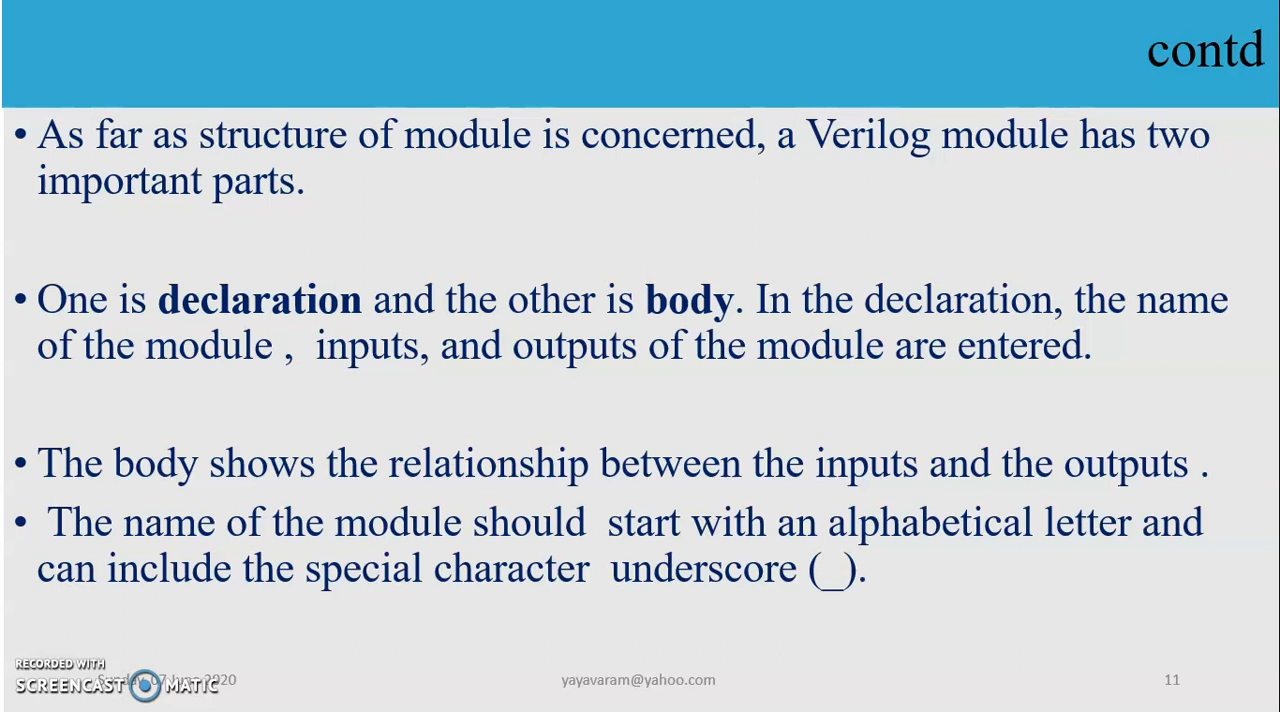 contd
• As far as structure of module is concerned, a Verilog module has two
important parts.
• One is declaration and the other is body. In the declaration, the name
of the module , inputs, and outputs of the module are entered.
• The body shows the relationship between the inputs and the outputs .
• The name of the module should start with an alphabetical letter and
can include the special character underscore (_).
RECORDED WITH
SCREENCAST MATIC
Sunday, 07 June 2020
yayavaram@yahoo.com
11